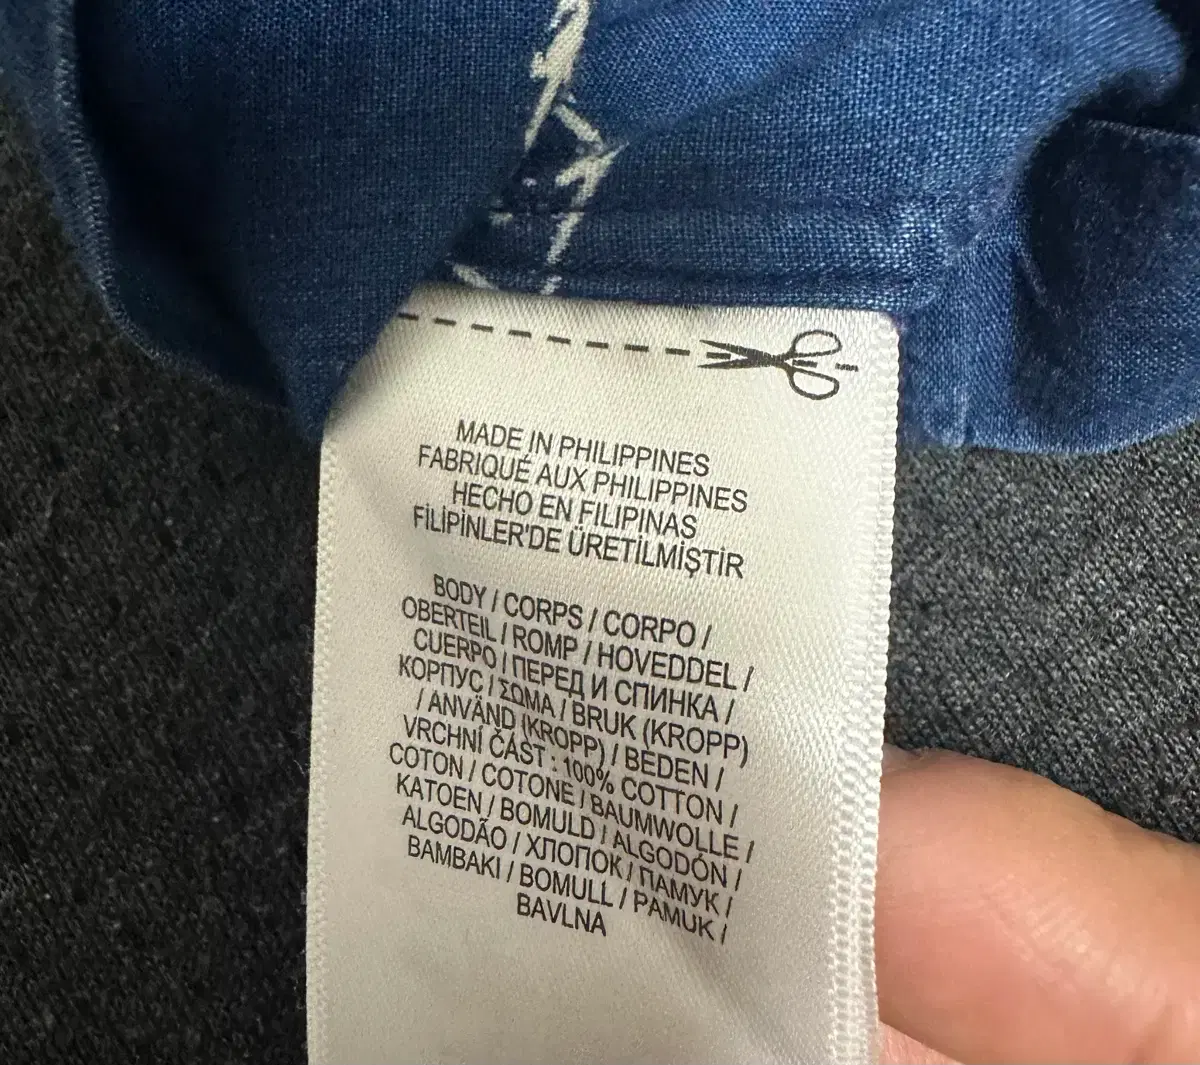 MADE IN PHILIPPINES
FABRIQUÉ AUX PHILIPPINES
HECHO EN FILIPINAS
FİLİPİNLER'DE ÜRETİLMİŞTİR
BODY / CORPS / CORPO /
OBERTEIL / ROMP / HOVEDDEL /
CUERPO / ПЕРЕД И СПИНКА /
КОРПУС / ΣΩΜΑ / BRUK (KROPP)
/ ANVÄND (KROPP) / BEDEN /
VRCHNÍ ČÁST : 100% COTTON /
COTON / COTONE / BAUMWOLLE /
KATOEN / BOMULD / ALGODÓN /
ALGODÃO / ХЛОПОК / ПАМУК /
ΒΑΜΒΑΚΙ / BOMULL / PAMUK /
BAVLNA